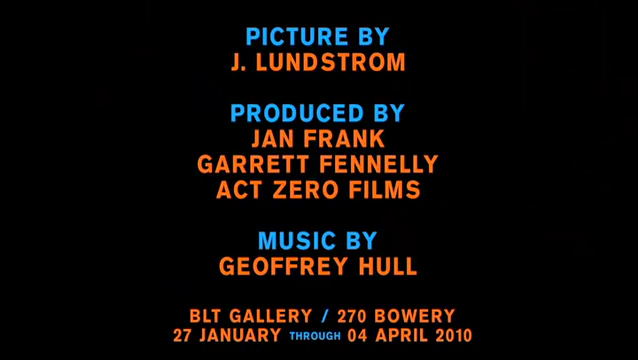 PICTURE BY
J. LUNDSTROM
PRODUCED BY
JAN FRANK
GARRETT FENNELLY
ACT ZERO FILMS
MUSIC BY
GEOFFREY HULL
BLT GALLERY / 270 BOWERY
27 JANUARY THROUGH 04 APRIL 2010